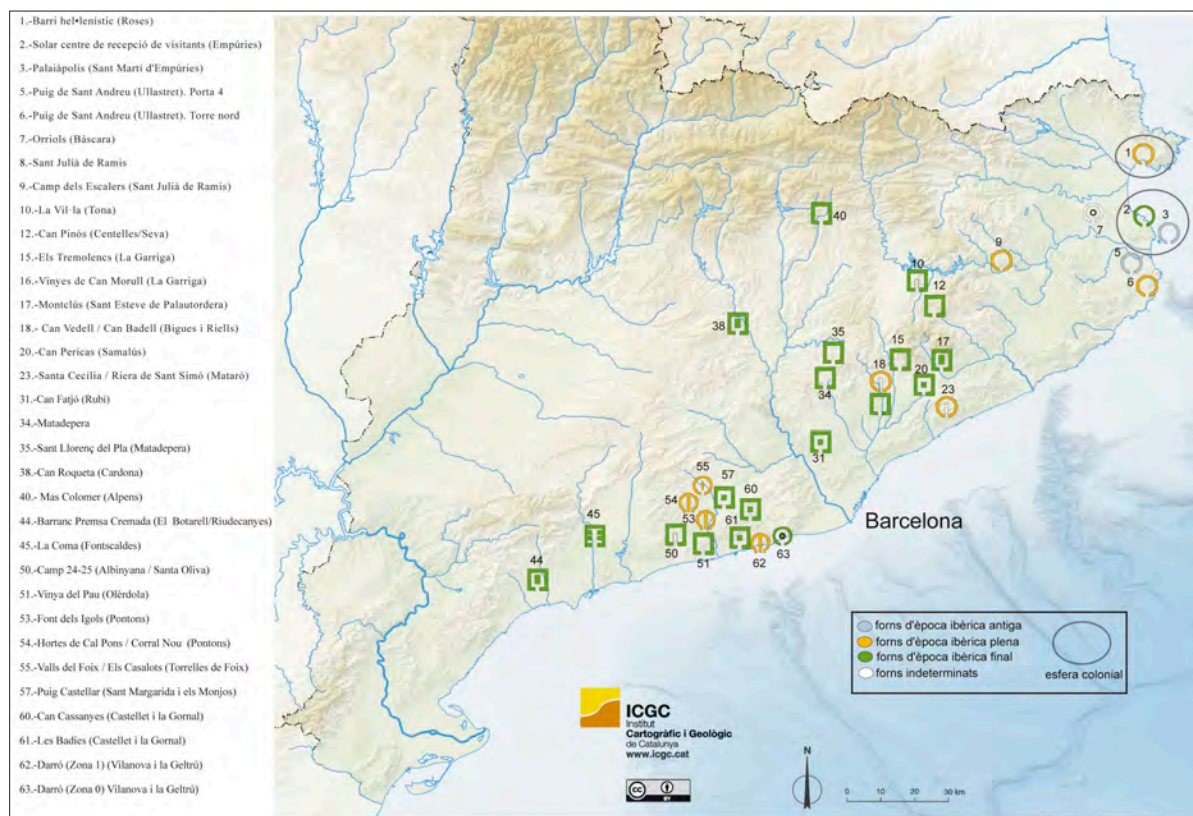 1.-Barri hel•lenístic (Roses)
2.-Solar centre de recepció de visitants (Empúries)
3.-Palaiàpolis (Sant Martí d'Empúries)
5.-Puig de Sant Andreu (Ullastret). Porta 4
6.-Puig de Sant Andreu (Ullastret). Torre nord
7.-Orriols (Bàscara)
8.-Sant Julià de Ramis
9.-Camp dels Escalers (Sant Julià de Ramis)
10.-La Vil·la (Tona)
12.-Can Pinós (Centelles/Seva)
15.-Els Tremolencs (La Garriga)
16.-Vinyes de Can Morull (La Garriga)
17.-Montclús (Sant Esteve de Palautordera)
18.- Can Vedell / Can Badell (Bigues i Riells)
20.-Can Pericas (Samalús)
23.-Santa Cecília / Riera de Sant Simó (Mataró)
31.-Can Fatjó (Rubí)
34.-Matadepera
35.-Sant Llorenç del Pla (Matadepera)
38.-Can Roqueta (Cardona)
40.- Mas Colomer (Alpens)
44.-Barranc Premsa Cremada (El Botarell/Riudecanyes)
45.-La Coma (Fontscaldes)
50.-Camp 24-25 (Albinyana / Santa Oliva)
51.-Vinya del Pau (Olèrdola)
53.-Font dels Igols (Pontons)
54.-Hortes de Cal Pons / Corral Nou (Pontons)
55.-Valls del Foix / Els Casalots (Torrelles de Foix)
57.-Puig Castellar (Sant Margarida i els Monjos)
60.-Can Cassanyes (Castellet i la Gornal)
61.-Les Badies (Castellet i la Gornal)
62.-Darró (Zona 1) (Vilanova i la Geltrú)
63.-Darró (Zona 0) Vilanova i la Geltrú)
1
2
3
40
7
9
5
10
6
12
38
35
15
17
18
34
20
23
31
55
57
54
60
45
53
61
50
51
62
63
44
Barcelona
forns d'època ibèrica antiga
forns d'època ibèrica plena
forns d'època ibèrica final
forns indeterminats
esfera colonial
ICGC
Institut
Cartogràfic i Geològic
de Catalunya
www.icgc.cat
cc
BY
N
0 10 20 30 km